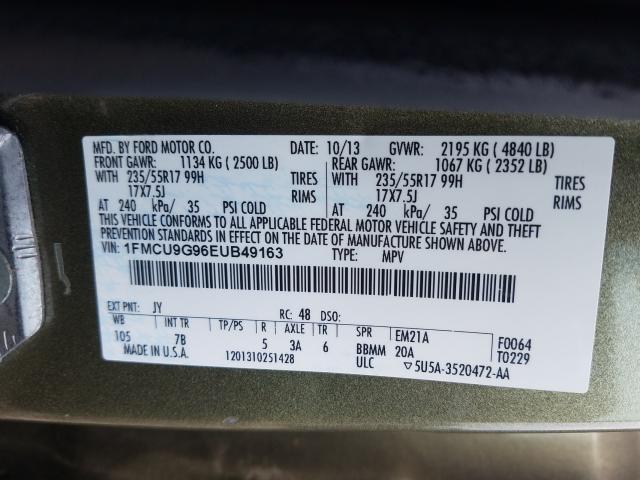 MFD. BY FORD MOTOR CO. DATE: 10/13 GVWR: 2195 KG ( 4840 LB)
FRONT GAWR: 1134 KG ( 2500 LB) REAR GAWR: 1067 KG ( 2352 LB)
WITH 235/55R17 99H TIRES WITH 235/55R17 99H TIRES
17X7.5J RIMS 17X7.5J RIMS
AT 240 kPa/ 35 PSI COLD AT 240 kPa/ 35 PSI COLD
THIS VEHICLE CONFORMS TO ALL APPLICABLE FEDERAL MOTOR VEHICLE SAFETY AND THEFT
PREVENTION STANDARDS IN EFFECT ON THE DATE OF MANUFACTURE SHOWN ABOVE.
VIN: 1FMCU9G96EUB49163 TYPE: MPV
EXT PNT: JY RC: 48 DSO:
WB INT TR TP/PS R AXLE TR SPR EM21A F0064
105 7B 5 3A 6 BBMM 20A T0229
MADE IN U.S.A. 1201310251428 ULC ▽5U5A-3520472-AA